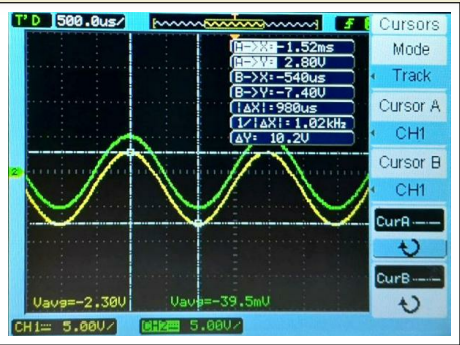 T'D 500.0us/ f
Cursors
A->X:-1.52ms
A->Y: 2.80V
B->X:-540us
B->Y:-7.40V
|ΔX|:980us
1/|ΔX|:1.02kHz
ΔY: 10.2V
Mode
Track
Cursor A
CH1
Cursor B
CH1
CurA
CurB
2
Vavg=-2.30V Vavg=-39.5mV
CH1 5.00V/ CH2 5.00V/